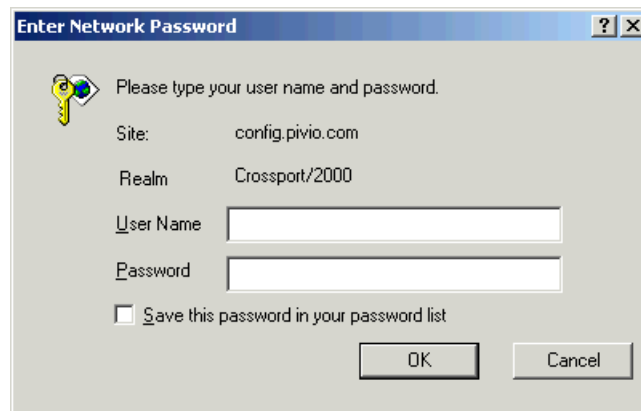 Enter Network Password
Please type your user name and password.
Site: config.pivio.com
Realm Crossport/2000
User Name
Password
Save this password in your password list
OK Cancel